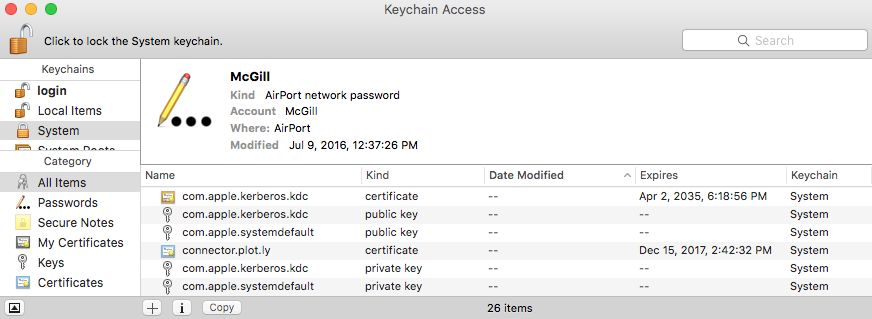 Keychain Access
Click to lock the System keychain.
Search
Keychains
login
Local Items
System
System Roots
Category
All Items
Passwords
Secure Notes
My Certificates
Keys
Certificates
McGill
Kind AirPort network password
Account McGill
Where: AirPort
Modified Jul 9, 2016, 12:37:26 PM
Name Kind Date Modified Expires Keychain
com.apple.kerberos.kdc certificate -- Apr 2, 2035, 6:18:56 PM System
com.apple.kerberos.kdc public key -- -- System
com.apple.systemdefault public key -- -- System
connector.plot.ly certificate -- Dec 15, 2017, 2:42:32 PM System
com.apple.kerberos.kdc private key -- -- System
com.apple.systemdefault private key -- -- System
+ i Copy 26 items